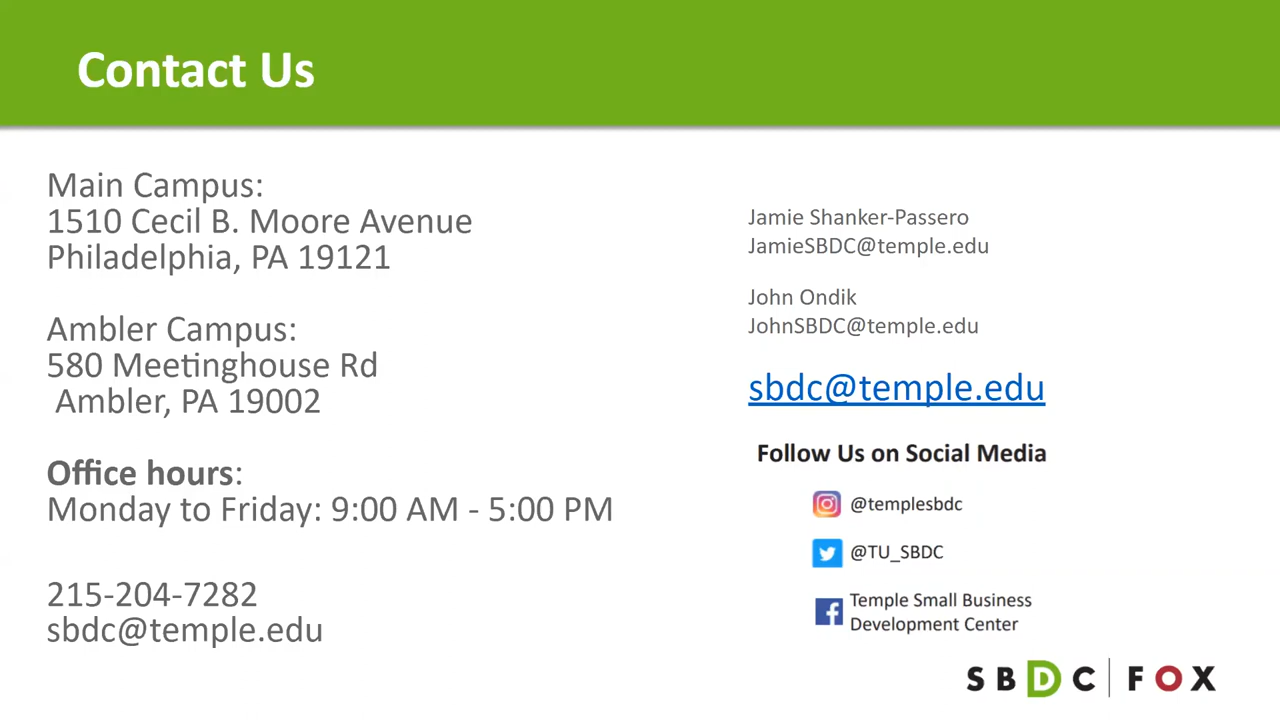 Contact Us
Main Campus:
1510 Cecil B. Moore Avenue
Philadelphia, PA 19121
Ambler Campus:
580 Meetinghouse Rd
Ambler, PA 19002
Office hours:
Monday to Friday: 9:00 AM - 5:00 PM
215-204-7282
sbdc@temple.edu
Jamie Shanker-Passero
JamieSBDC@temple.edu
John Ondik
JohnSBDC@temple.edu
sbdc@temple.edu
Follow Us on Social Media
@templesbdc
@TU_SBDC
Temple Small Business
Development Center
SBDC | FOX